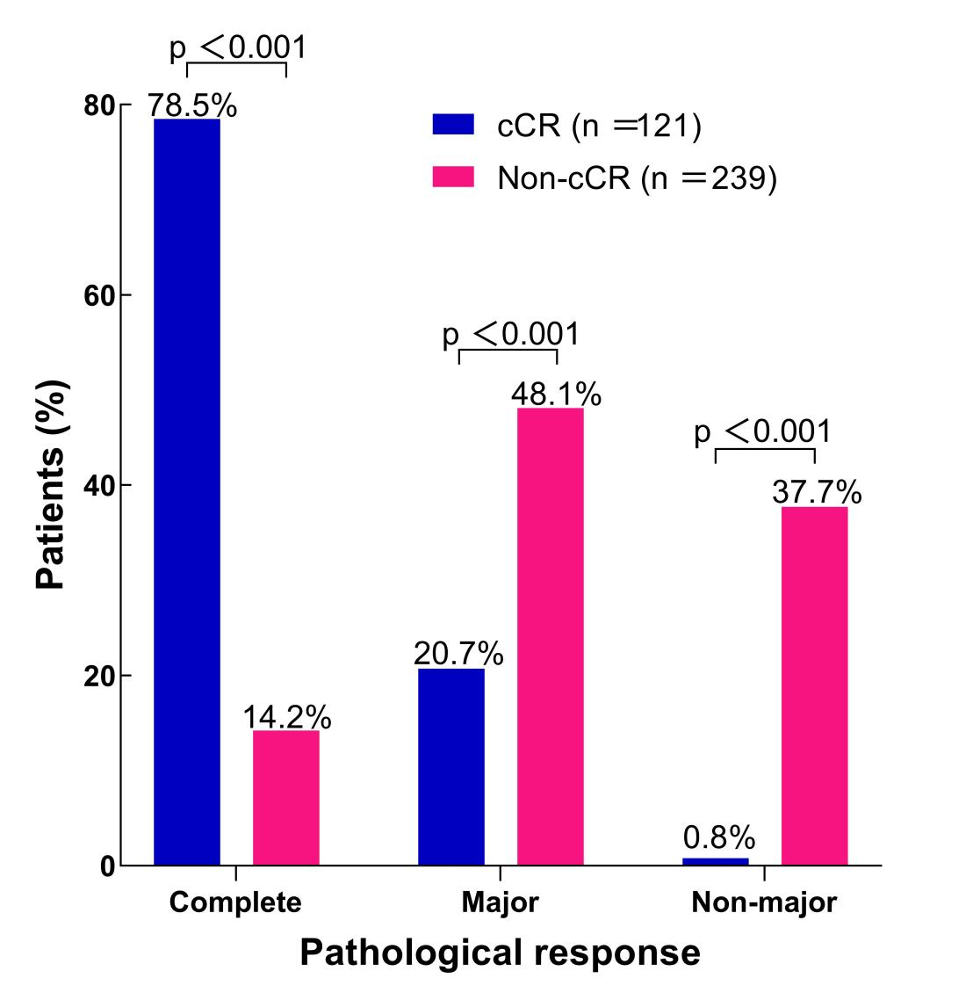 p <0.001
80
78.5%
cCR (n =121)
Non-cCR (n =239)
60
p <0.001
48.1%
p <0.001
40
37.7%
Patients (%)
20
20.7%
14.2%
0.8%
0
Complete
Major
Non-major
Pathological response